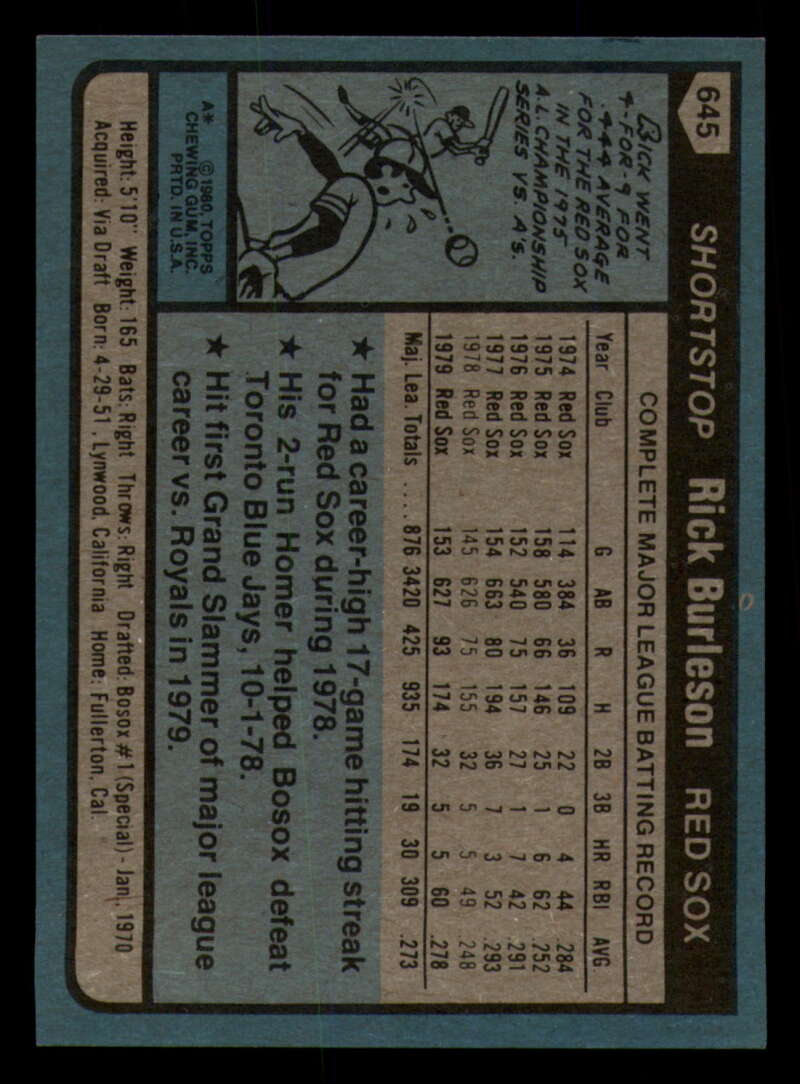 645
SHORTSTOP Rick Burleson RED SOX
COMPLETE MAJOR LEAGUE BATTING RECORD
Year Club G AB R H 2B 3B HR RBI AVG
1974 Red Sox 114 384 36 109 22 0 4 44 .284
1975 Red Sox 158 580 66 146 25 1 6 62 .252
1976 Red Sox 152 540 75 157 27 1 7 42 .291
1977 Red Sox 154 663 80 194 36 7 3 52 .293
1978 Red Sox 145 626 75 155 32 5 5 49 .248
1979 Red Sox 153 627 93 174 32 5 5 60 .278
Maj. Lea. Totals .... 876 3420 425 935 174 19 30 309 .273
RICK WENT
4-FOR-9 FOR
.444 AVERAGE
FOR THE RED SOX
IN THE 1975
A.L. CHAMPIONSHIP
SERIES VS. A's.
★ Had a career-high 17-game hitting streak
for Red Sox during 1978.
★ His 2-run Homer helped Bosox defeat
Toronto Blue Jays, 10-1-78.
★ Hit first Grand Slammer of major league
career vs. Royals in 1979.
A* © 1980, TOPPS
CHEWING GUM, INC.
PRTD. IN U.S.A.
Height: 5'10" Weight: 165 Bats: Right Throws: Right Drafted: Bosox #1 (Special) - Jan., 1970
Acquired: Via Draft Born: 4-29-51, Lynwood, California Home: Fullerton, Cal.